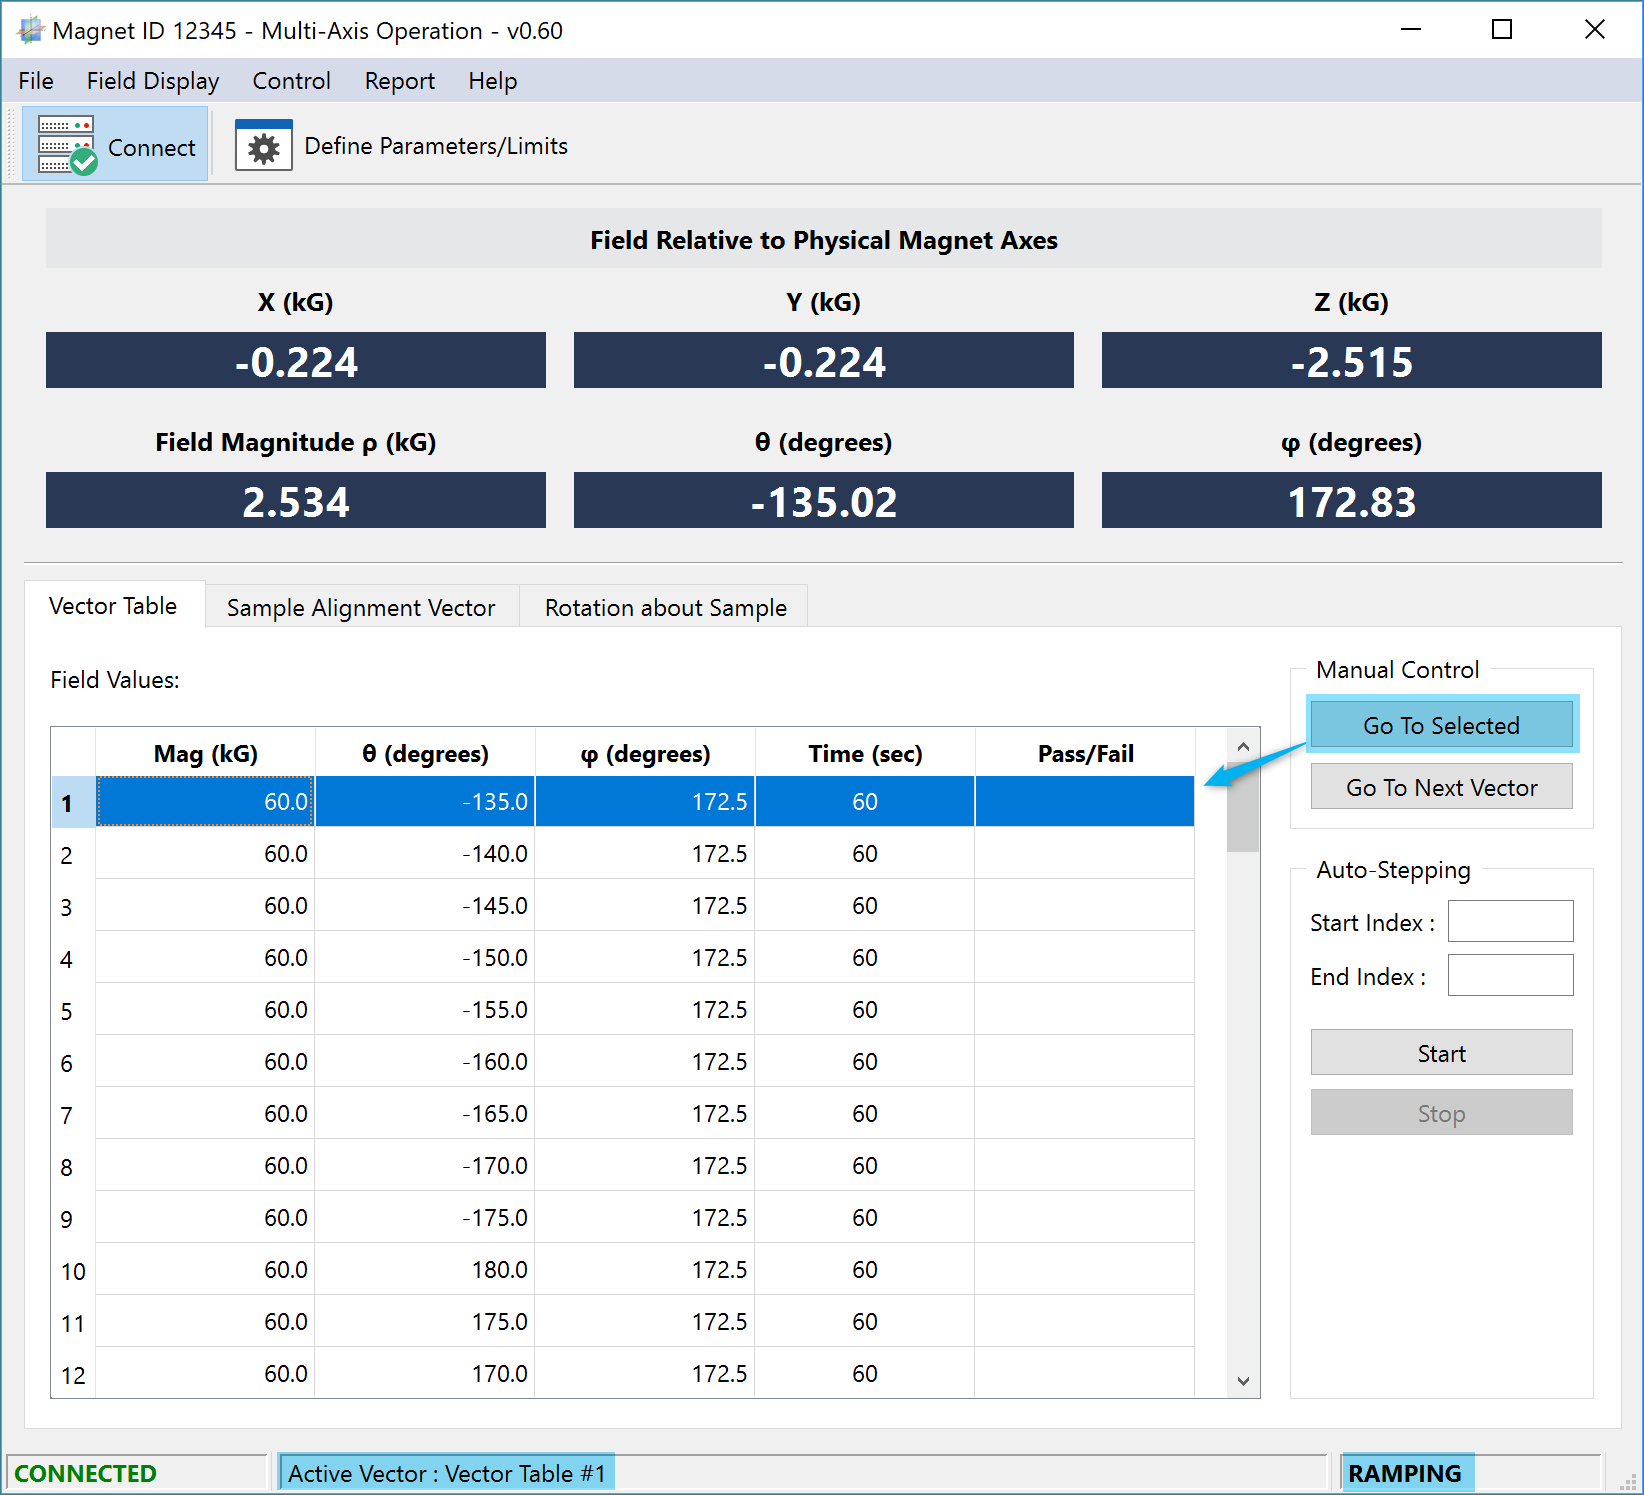 Magnet ID 12345 - Multi-Axis Operation - v0.60
File Field Display Control Report Help
Connect Define Parameters/Limits
Field Relative to Physical Magnet Axes
X (kG) Y (kG) Z (kG)
-0.224 -0.224 -2.515
Field Magnitude ρ (kG) θ (degrees) φ (degrees)
2.534 -135.02 172.83
Vector Table Sample Alignment Vector Rotation about Sample
Field Values:
Mag (kG) θ (degrees) φ (degrees) Time (sec) Pass/Fail
1 60.0 -135.0 172.5 60
2 60.0 -140.0 172.5 60
3 60.0 -145.0 172.5 60
4 60.0 -150.0 172.5 60
5 60.0 -155.0 172.5 60
6 60.0 -160.0 172.5 60
7 60.0 -165.0 172.5 60
8 60.0 -170.0 172.5 60
9 60.0 -175.0 172.5 60
10 60.0 180.0 172.5 60
11 60.0 175.0 172.5 60
12 60.0 170.0 172.5 60
Manual Control
Go To Selected
Go To Next Vector
Auto-Stepping
Start Index :
End Index :
Start
Stop
CONNECTED Active Vector : Vector Table #1 RAMPING